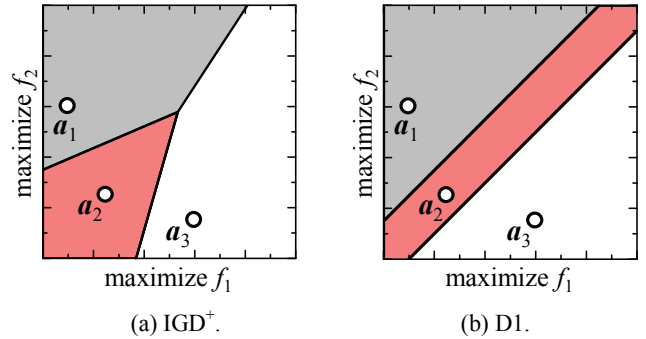 maximize f₂
a₁
a₂
a₃
maximize f₁
(a) IGD⁺.
maximize f₂
a₁
a₂
a₃
maximize f₁
(b) D1.